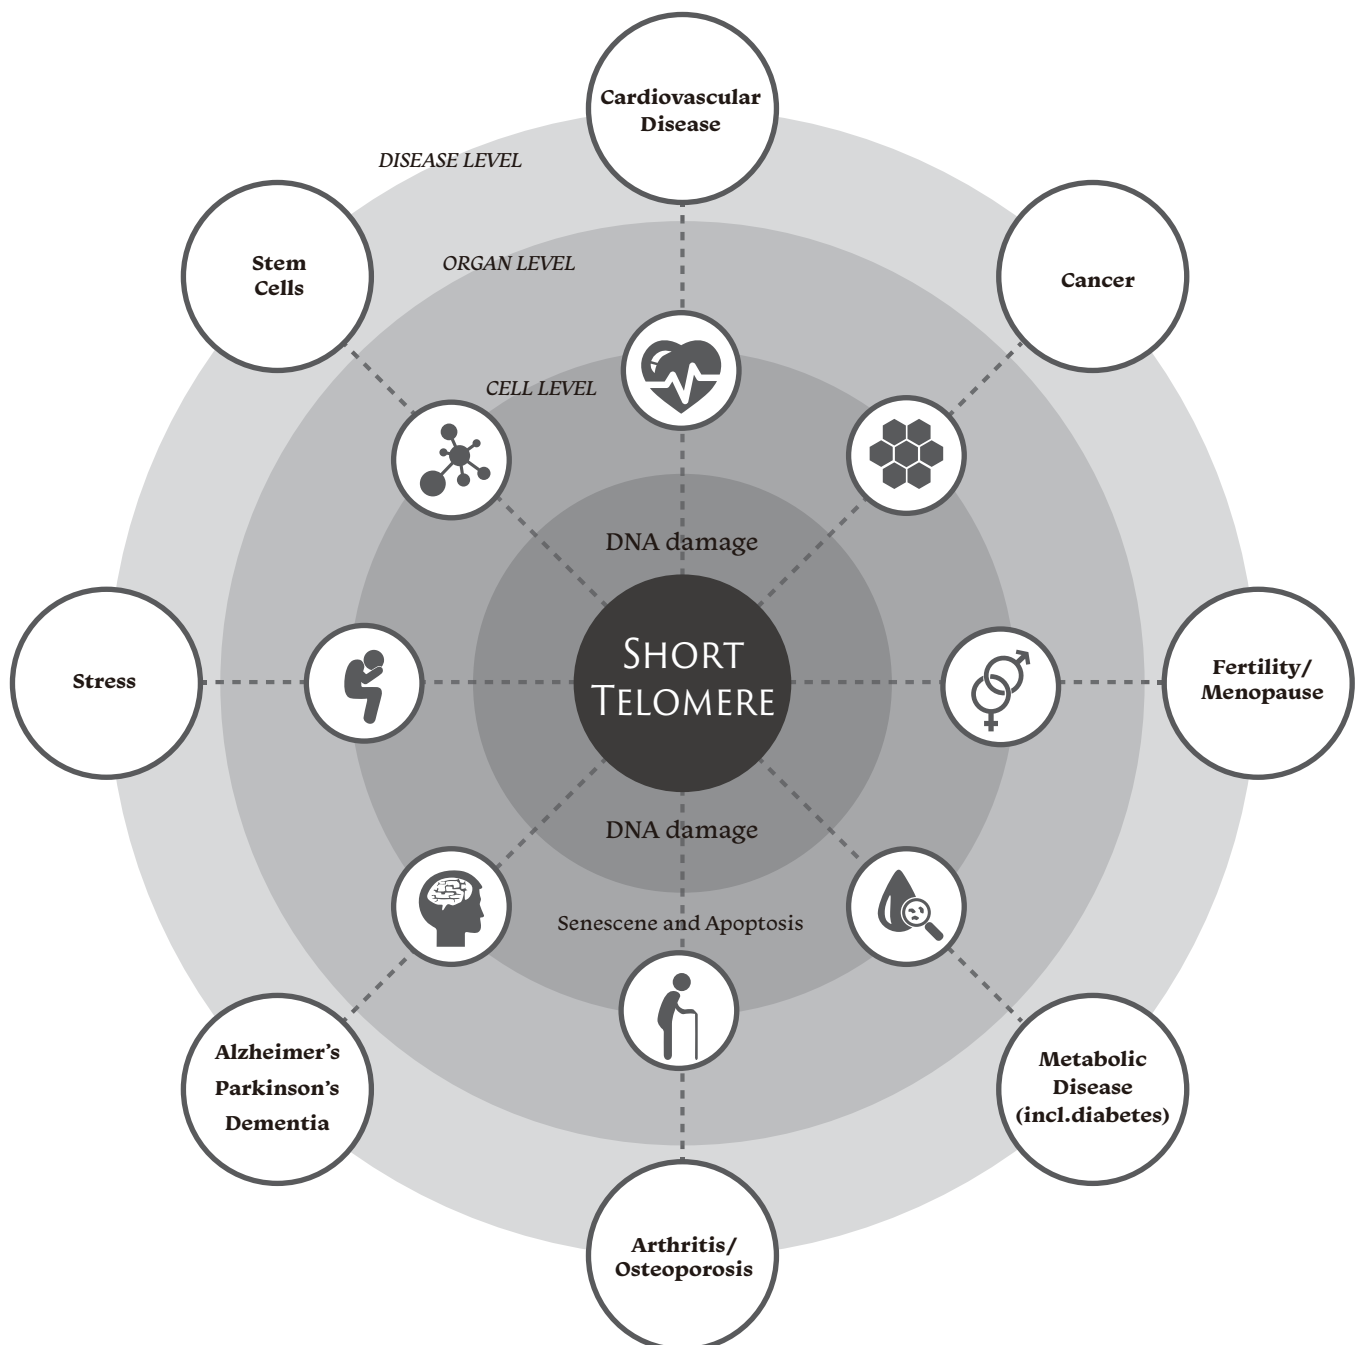 Cardiovascular
Disease
DISEASE LEVEL
Stem
Cells
ORGAN LEVEL
Cancer
CELL LEVEL
DNA damage
SHORT
TELOMERE
Stress
Fertility/
Menopause
DNA damage
Senescene and Apoptosis
Alzheimer's
Parkinson's
Dementia
Metabolic
Disease
(incl.diabetes)
Arthritis/
Osteoporosis